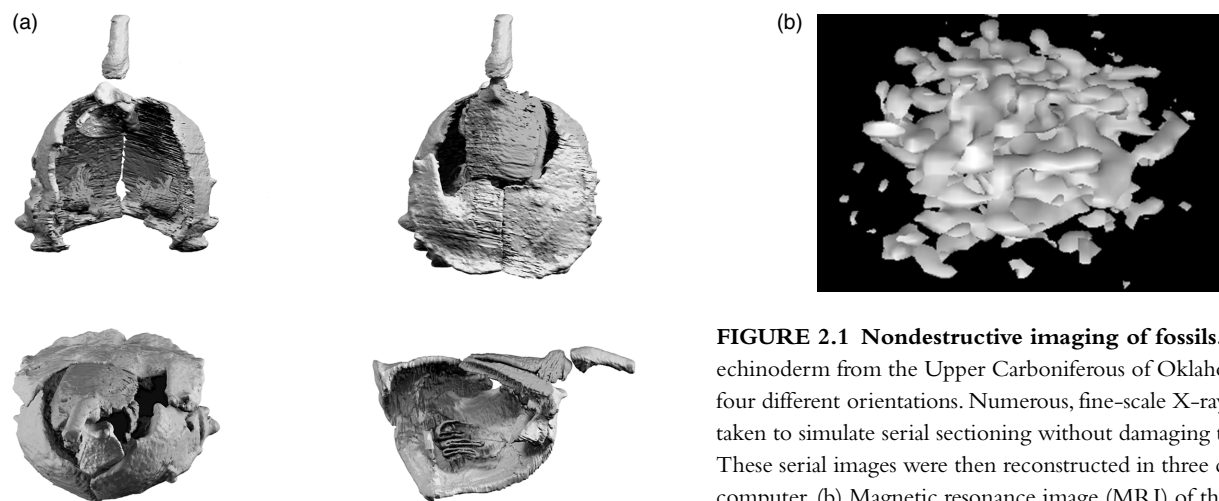 (a)
(b)
FIGURE 2.1 Nondestructive imaging of fossils.
echinoderm from the Upper Carboniferous of Oklaho
four different orientations. Numerous, fine-scale X-ray
taken to simulate serial sectioning without damaging t
These serial images were then reconstructed in three d
computer. (b) Magnetic resonance image (MRI) of th